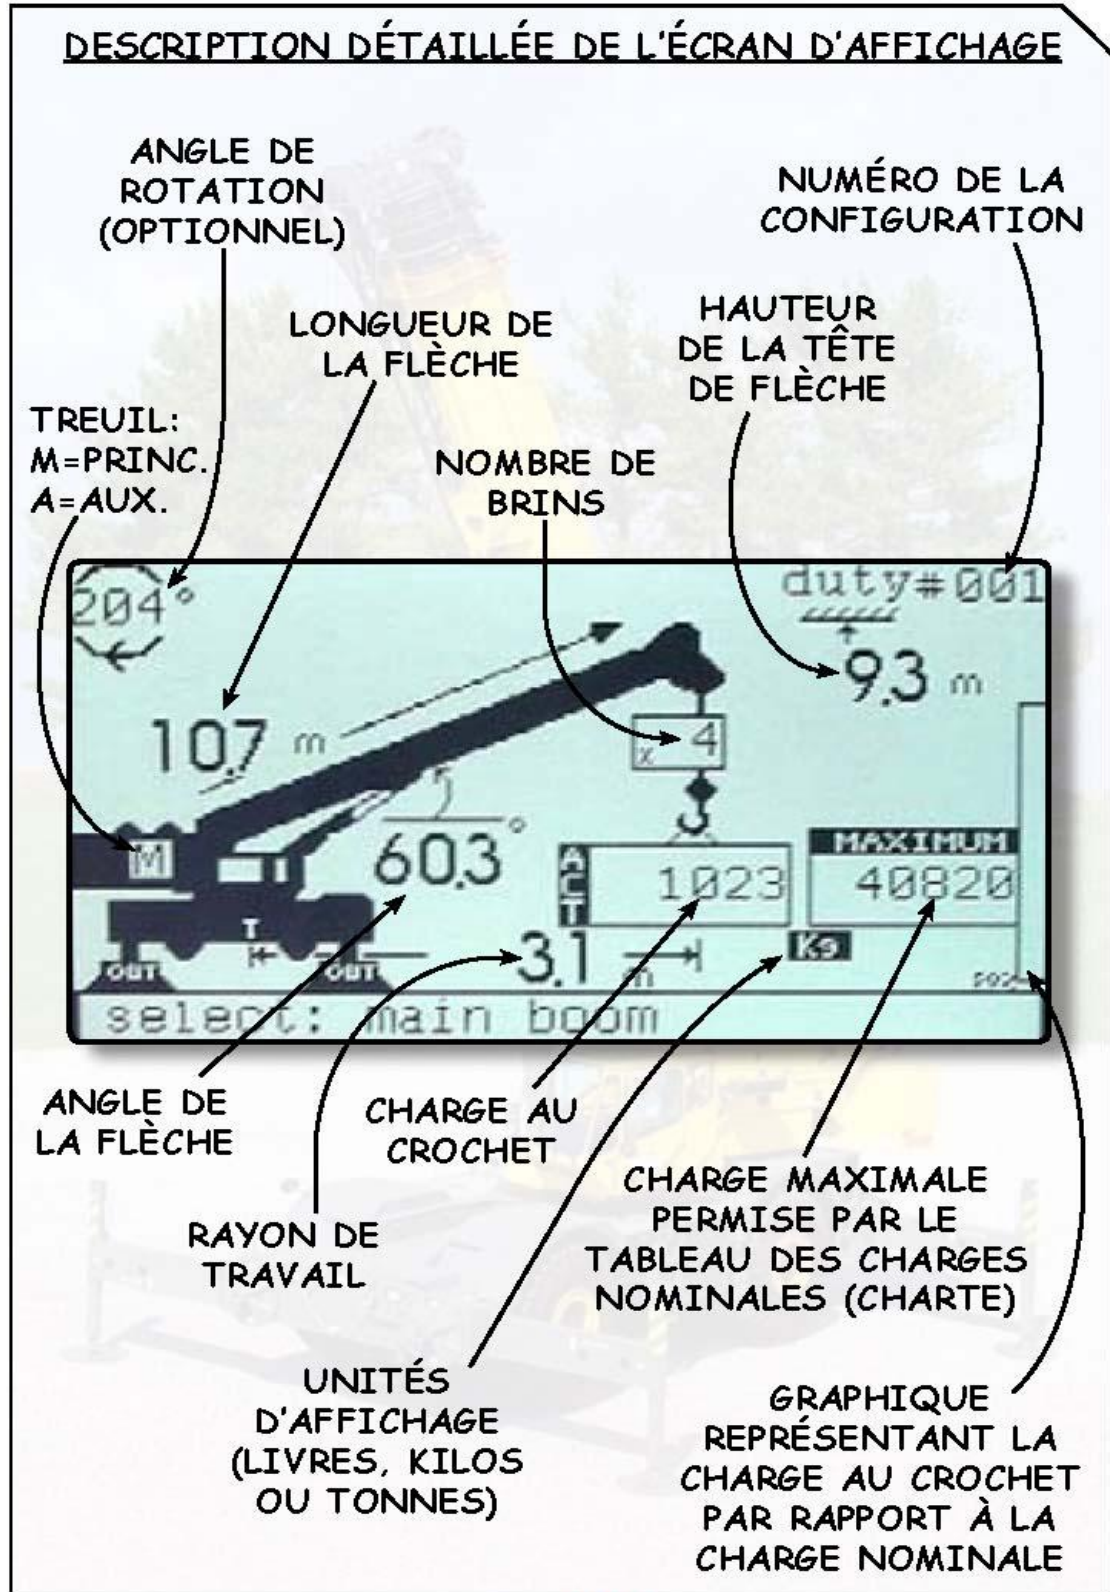 DESCRIPTION DÉTAILLÉE DE L'ÉCRAN D'AFFICHAGE
ANGLE DE
ROTATION
(OPTIONNEL)
NUMÉRO DE LA
CONFIGURATION
LONGUEUR DE
LA FLÈCHE
HAUTEUR
DE LA TÊTE
DE FLÈCHE
TREUIL:
M=PRINC.
A=AUX.
NOMBRE DE
BRINS
204°
duty#001
9.3 m
10.7 m
x 4
M
60.3°
ACT
1023
MAXIMUM
40820
T
OUT
OUT
3.1 m
Kg
select: main boom
ANGLE DE
LA FLÈCHE
CHARGE AU
CROCHET
RAYON DE
TRAVAIL
CHARGE MAXIMALE
PERMISE PAR LE
TABLEAU DES CHARGES
NOMINALES (CHARTE)
UNITÉS
D'AFFICHAGE
(LIVRES, KILOS
OU TONNES)
GRAPHIQUE
REPRÉSENTANT LA
CHARGE AU CROCHET
PAR RAPPORT À LA
CHARGE NOMINALE